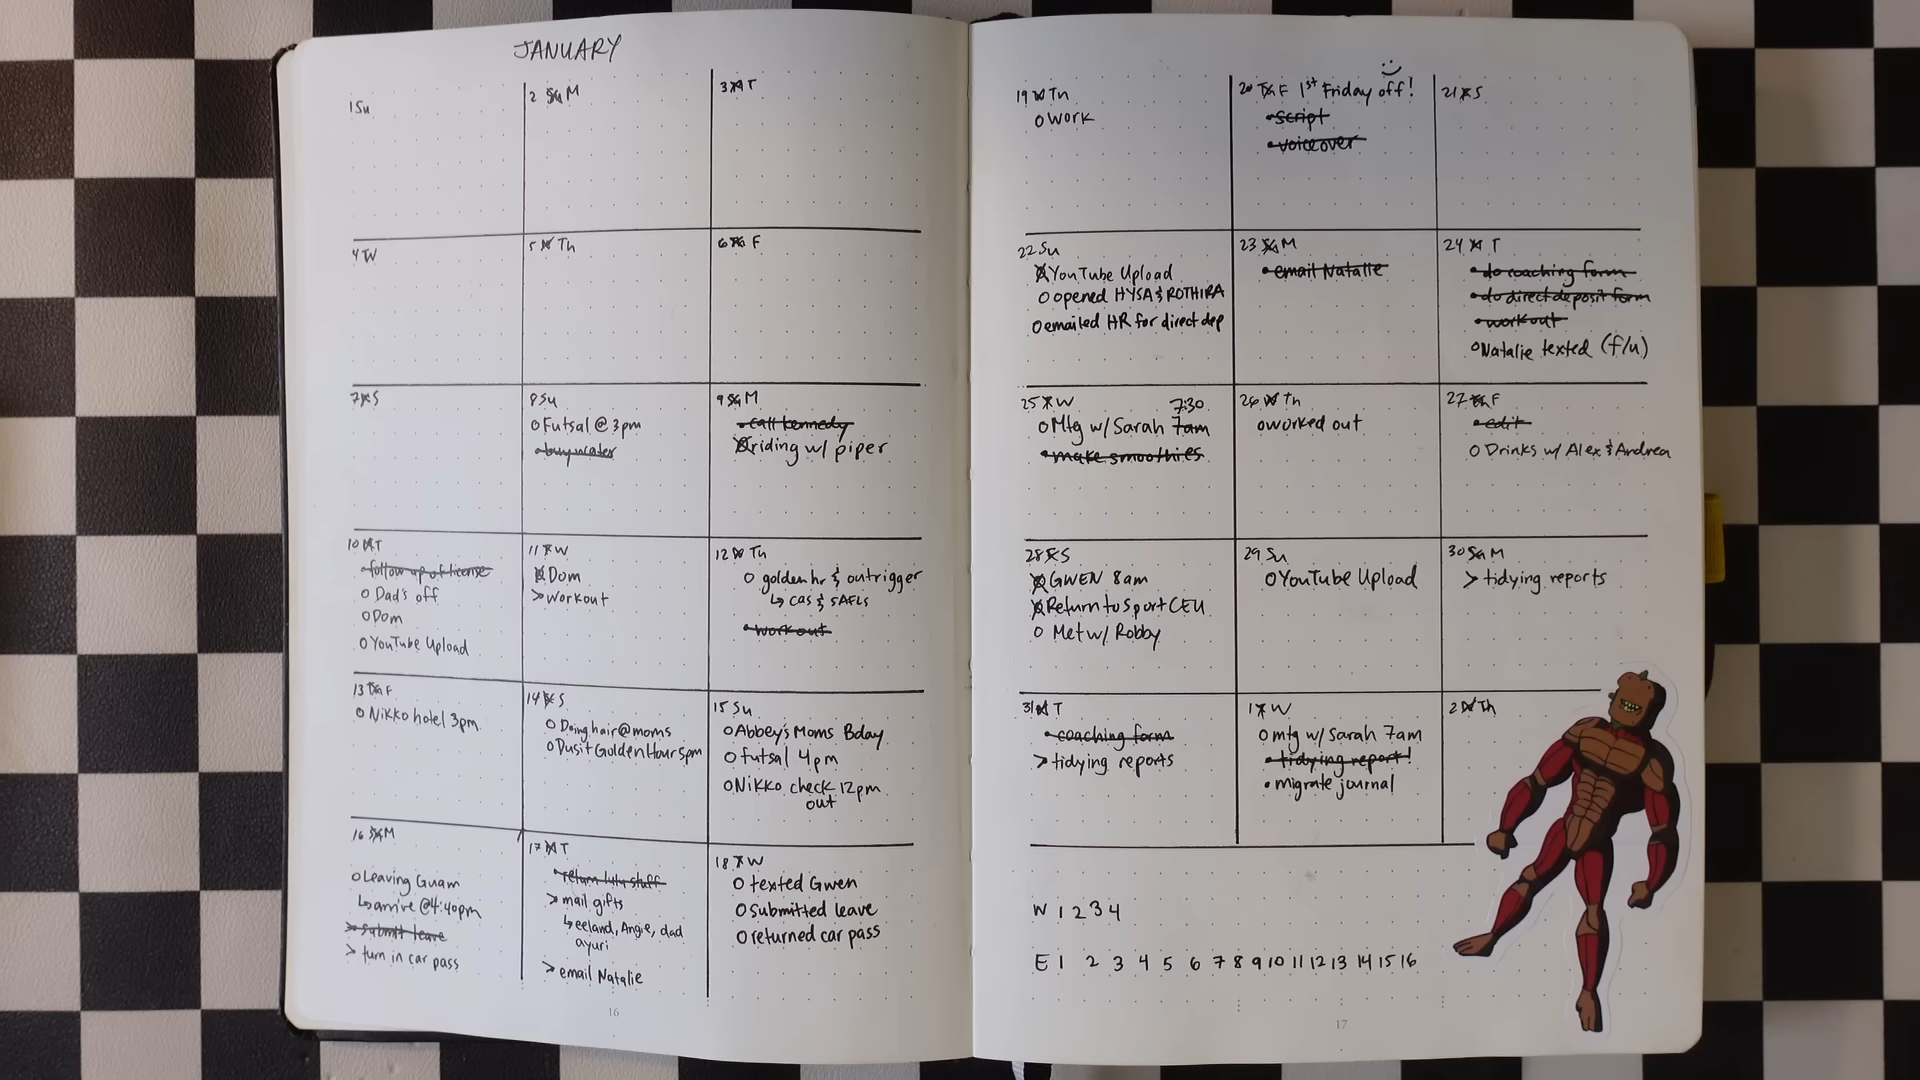 JANUARY
1 Su
2 M
3 T
4 W
5 Th
6 F
7 S
8 Su
o Futsal @ 3pm
• buy water
9 M
• call kennedy
o riding w/ piper
10 T
• follow up of license
o Dad's off
o Dom
o YouTube Upload
11 W
o Dom
> workout
12 Th
o golden hr & outrigger
↳ cas & SAFLs
• workout
13 F
o Nikko hotel 3pm
14 S
o Doing hair @ moms
o Dusit Golden Hour 5pm
15 Su
o Abbey's Moms Bday
o futsal 4pm
o Nikko check 12pm
out
16 M
o Leaving Guam
↳ arrive @ 4:40pm
> submit leave
> turn in car pass
17 T
• return lulu stuff
> mail gifts
↳ eeland, Angie, dad
ayuri
> email Natalie
18 W
o texted Gwen
o submitted leave
o returned car pass
16
19 Th
o work
20 F 1st Friday off!
• script
• voiceover
21 S
22 Su
o YouTube Upload
o opened HYSA & ROTHIRA
o emailed HR for direct dep
23 M
• email Natalie
24 T
• do coaching form
• do direct deposit form
• workout
o Natalie texted (f/u)
25 W 7:30
o Mtg w/ Sarah 7am
• make smoothies
26 Th
o worked out
27 F
• edit
o Drinks w/ Alex & Andrea
28 S
o GWEN 8am
o Return to Sport CEU
o Met w/ Robby
29 Su
o YouTube Upload
30 M
> tidying reports
31 T
• coaching form
> tidying reports
1 W
o mtg w/ Sarah 7am
• tidying report!
• migrate journal
2 Th
W 1 2 3 4
E 1 2 3 4 5 6 7 8 9 10 11 12 13 14 15 16
17